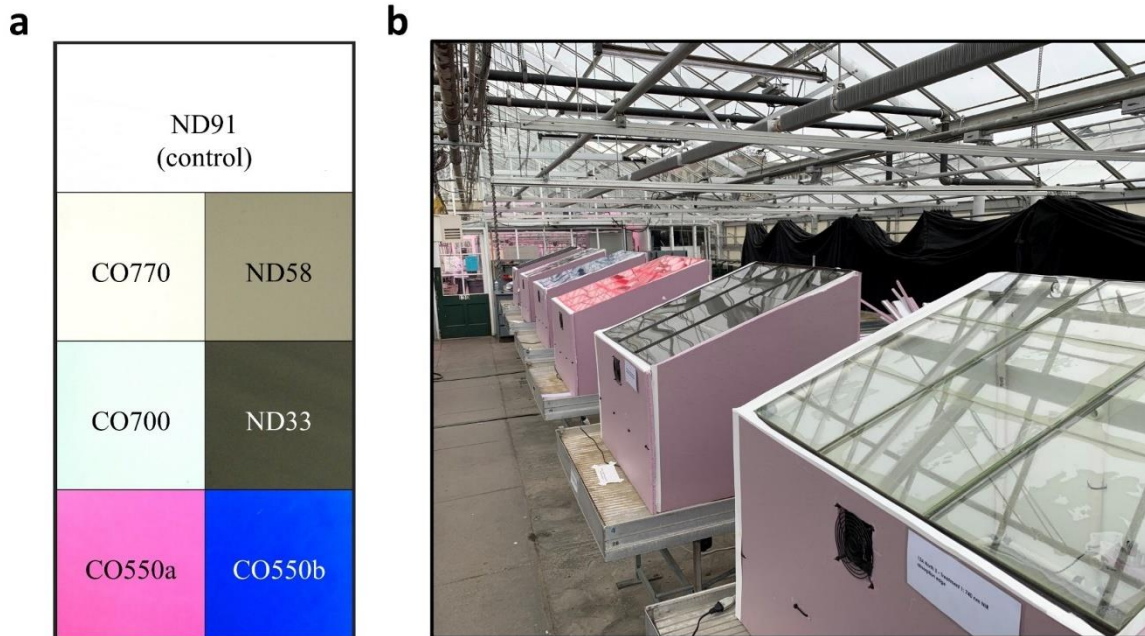 a
b
ND91
(control)
CO770
ND58
CO700
ND33
CO550a
CO550b